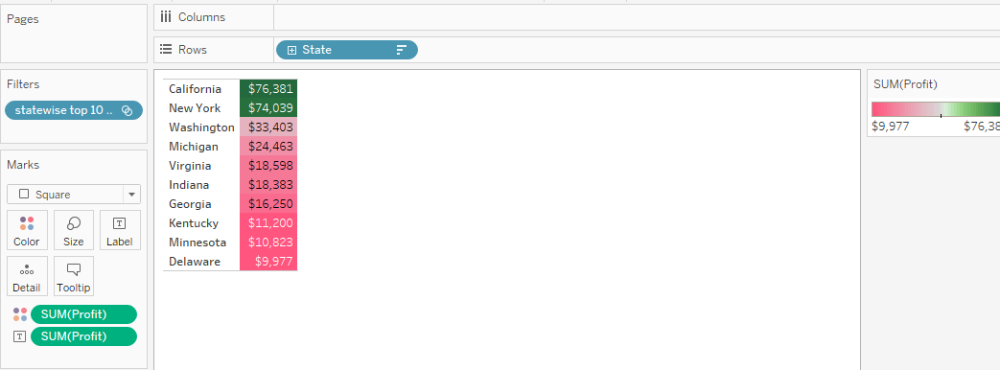 Pages
Columns
Rows
State
Filters
statewise top 10 ..
Marks
Square
Color
Size
Label
Detail
Tooltip
SUM(Profit)
SUM(Profit)
California $76,381
New York $74,039
Washington $33,403
Michigan $24,463
Virginia $18,598
Indiana $18,383
Georgia $16,250
Kentucky $11,200
Minnesota $10,823
Delaware $9,977
SUM(Profit)
$9,977 $76,38